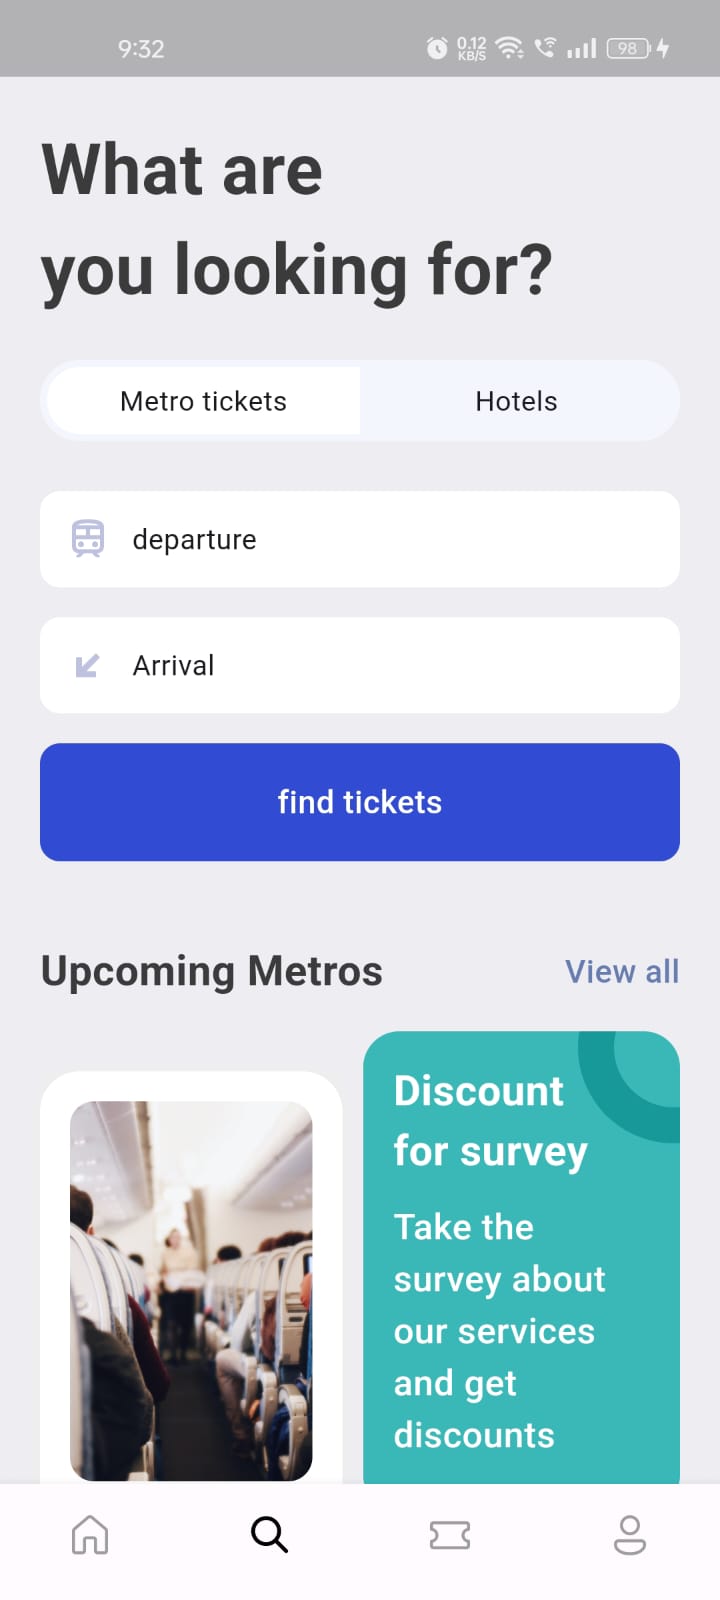 9:32
0.12
KB/S
98
What are
you looking for?
Metro tickets
Hotels
departure
Arrival
find tickets
Upcoming Metros
View all
Discount
for survey
Take the
survey about
our services
and get
discounts